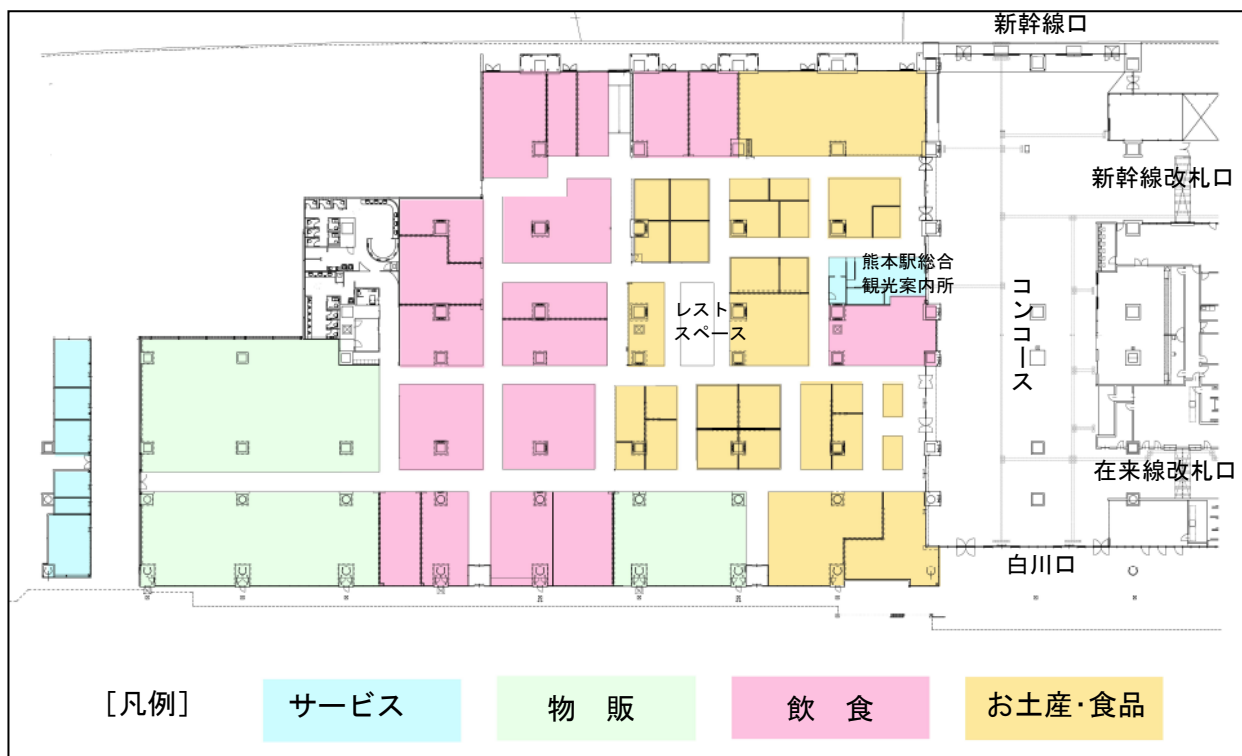 新幹線口
新幹線改札口
熊本駅総合
観光案内所
レスト
スペース
コンコース
在来線改札口
白川口
[凡例]
サービス
物 販
飲 食
お土産・食品